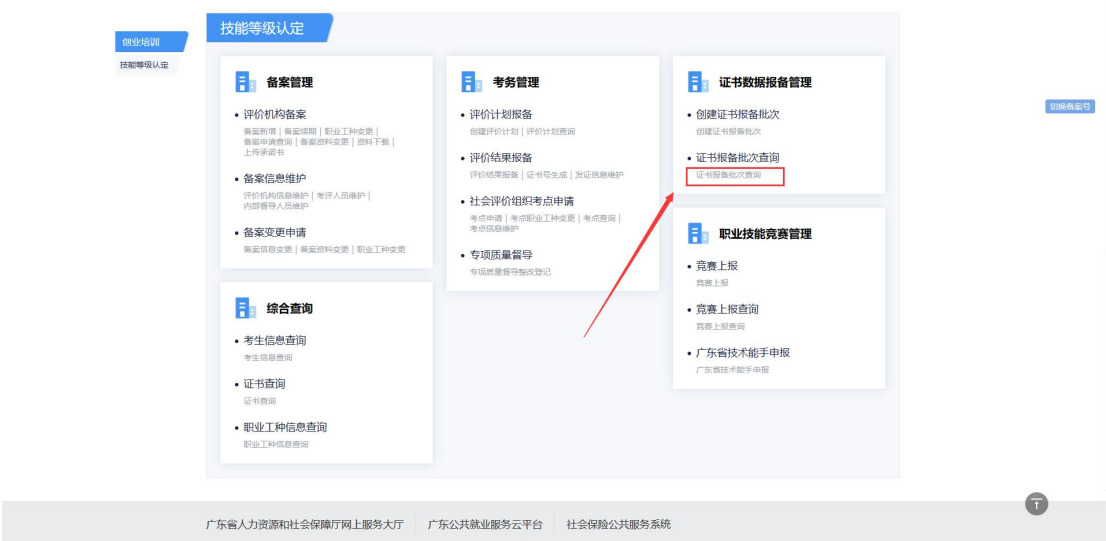 创业培训
技能等级认定
技能等级认定
备案管理
评价机构备案
备案新增 | 备案续期 | 职业工种变更 |
备案申请查询 | 备案资料变更 | 资料下载 |
上传承诺书
备案信息维护
评价机构信息维护 | 考评人员维护 |
内部督导人员维护
备案变更申请
备案信息变更 | 备案资料变更 | 职业工种变更
综合查询
考生信息查询
考生信息查询
证书查询
证书查询
职业工种信息查询
职业工种信息查询
考务管理
评价计划报备
创建评价计划 | 评价计划查询
评价结果报备
评价结果报备 | 证书号生成 | 发证信息维护
社会评价组织考点申请
考点申请 | 考点职业工种变更 | 考点查询 |
考点信息维护
专项质量督导
专项质量督导整改登记
证书数据报备管理
创建证书报备批次
创建证书报备批次
证书报备批次查询
证书报备批次查询
职业技能竞赛管理
竞赛上报
竞赛上报
竞赛上报查询
竞赛上报查询
广东省技术能手申报
广东省技术能手申报
切换备案号
广东省人力资源和社会保障厅网上服务大厅
广东公共就业服务云平台
社会保险公共服务系统